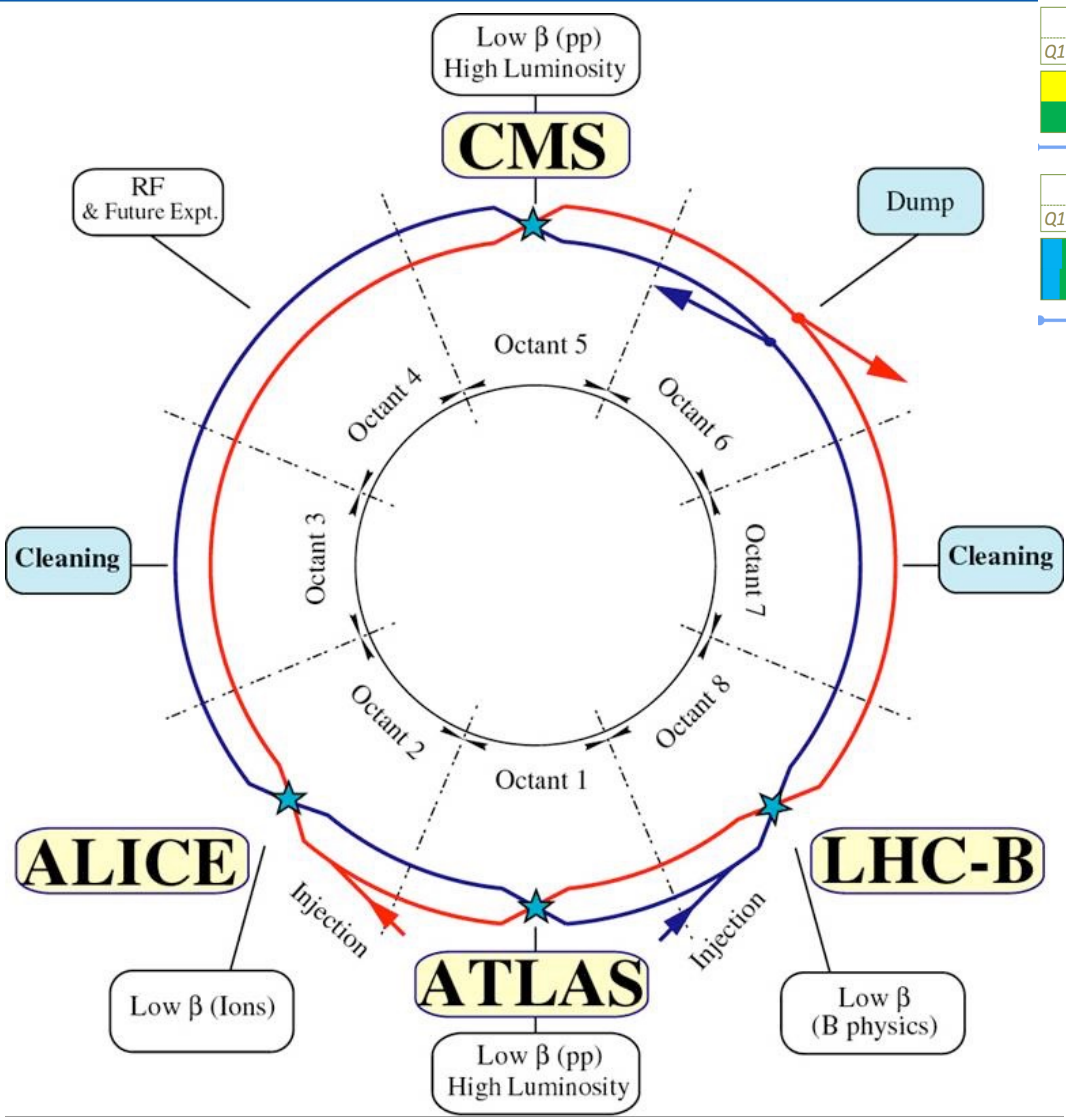 Low β (pp)
High Luminosity
CMS
RF
& Future Expt.
Dump
Q1
Q1
Octant 5
Octant 4
Octant 6
Cleaning
Octant 3
Octant 7
Cleaning
Octant 2
Octant 8
Octant 1
ALICE
LHC-B
Injection
Injection
ATLAS
Low β (Ions)
Low β
(B physics)
Low β (pp)
High Luminosity